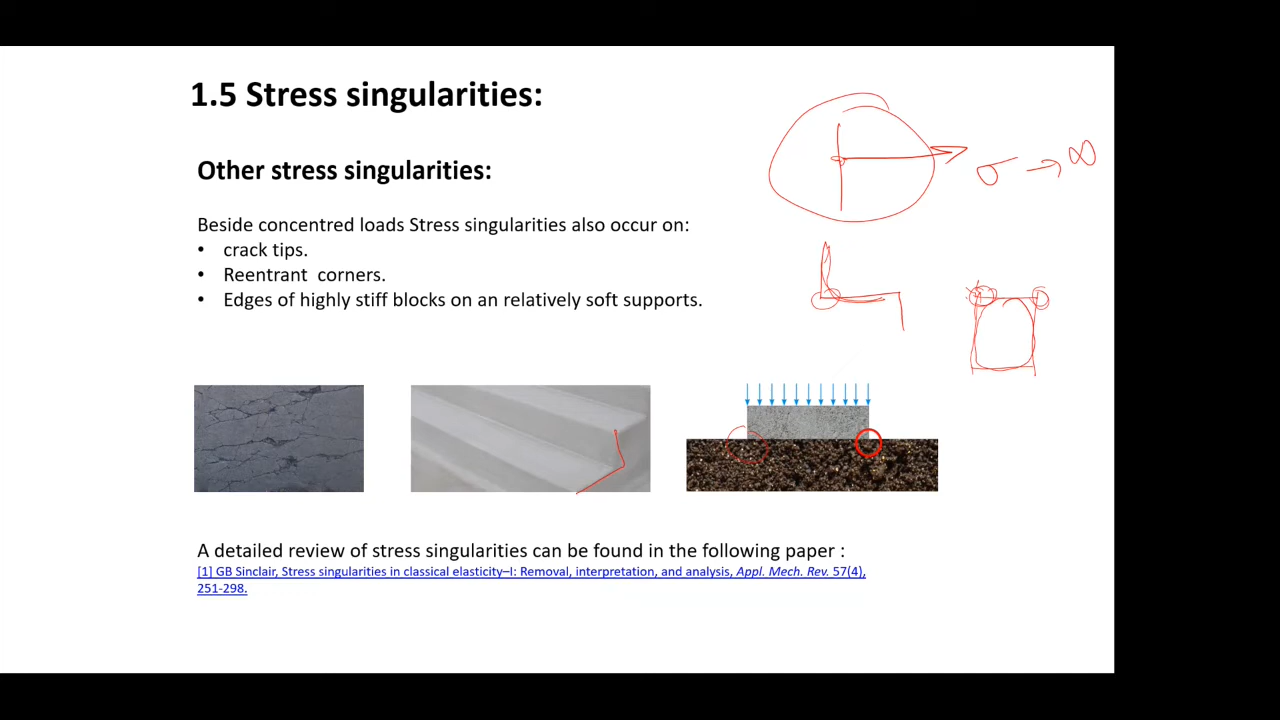 1.5 Stress singularities:
σ → ∞
Other stress singularities:
Beside concentred loads Stress singularities also occur on:
• crack tips.
• Reentrant corners.
• Edges of highly stiff blocks on an relatively soft supports.
A detailed review of stress singularities can be found in the following paper :
[1] GB Sinclair, Stress singularities in classical elasticity–I: Removal, interpretation, and analysis, Appl. Mech. Rev. 57(4),
251-298.